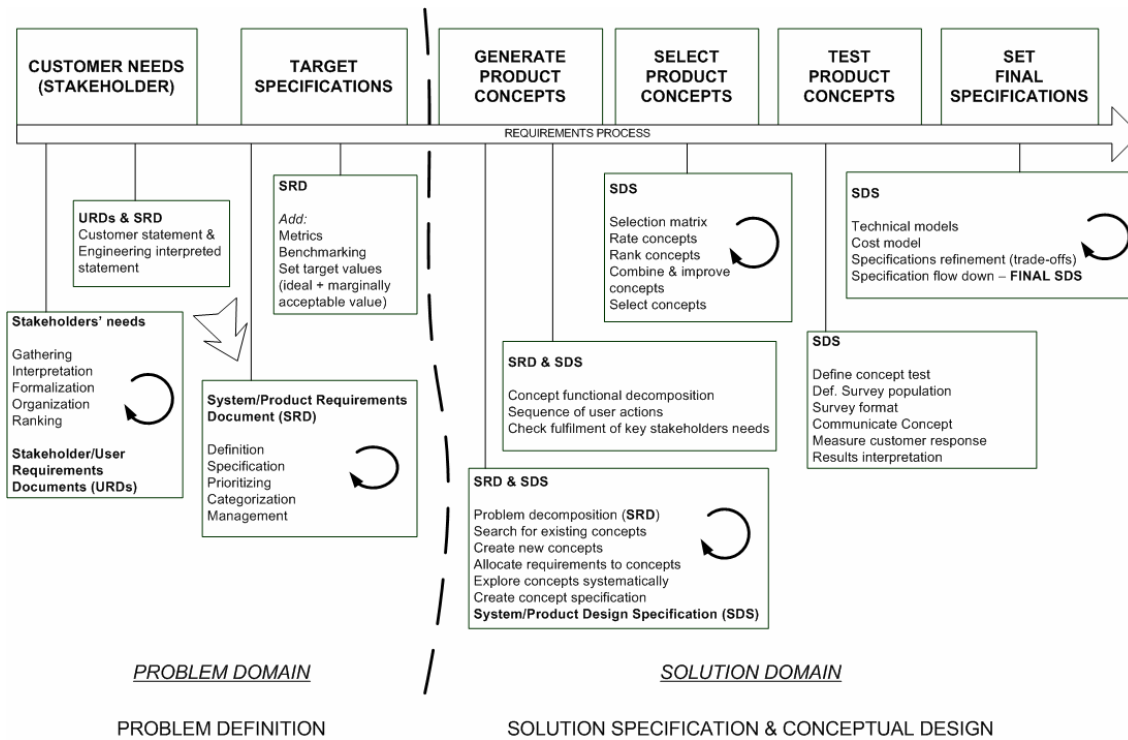 CUSTOMER NEEDS
(STAKEHOLDER)
TARGET
SPECIFICATIONS
GENERATE
PRODUCT
CONCEPTS
SELECT
PRODUCT
CONCEPTS
TEST
PRODUCT
CONCEPTS
SET
FINAL
SPECIFICATIONS
REQUIREMENTS PROCESS
URDs & SRD
Customer statement &
Engineering interpreted
statement
SRD
Add:
Metrics
Benchmarking
Set target values
(ideal + marginally
acceptable value)
Stakeholders' needs
Gathering
Interpretation
Formalization
Organization
Ranking
Stakeholder/User
Requirements
Documents (URDs)
System/Product Requirements
Document (SRD)
Definition
Specification
Prioritizing
Categorization
Management
SDS
Selection matrix
Rate concepts
Rank concepts
Combine & improve
concepts
Select concepts
SDS
Technical models
Cost model
Specifications refinement (trade-offs)
Specification flow down – FINAL SDS
SRD & SDS
Concept functional decomposition
Sequence of user actions
Check fulfilment of key stakeholders needs
SDS
Define concept test
Def. Survey population
Survey format
Communicate Concept
Measure customer response
Results interpretation
SRD & SDS
Problem decomposition (SRD)
Search for existing concepts
Create new concepts
Allocate requirements to concepts
Explore concepts systematically
Create concept specification
System/Product Design Specification (SDS)
PROBLEM DOMAIN
SOLUTION DOMAIN
PROBLEM DEFINITION
SOLUTION SPECIFICATION & CONCEPTUAL DESIGN